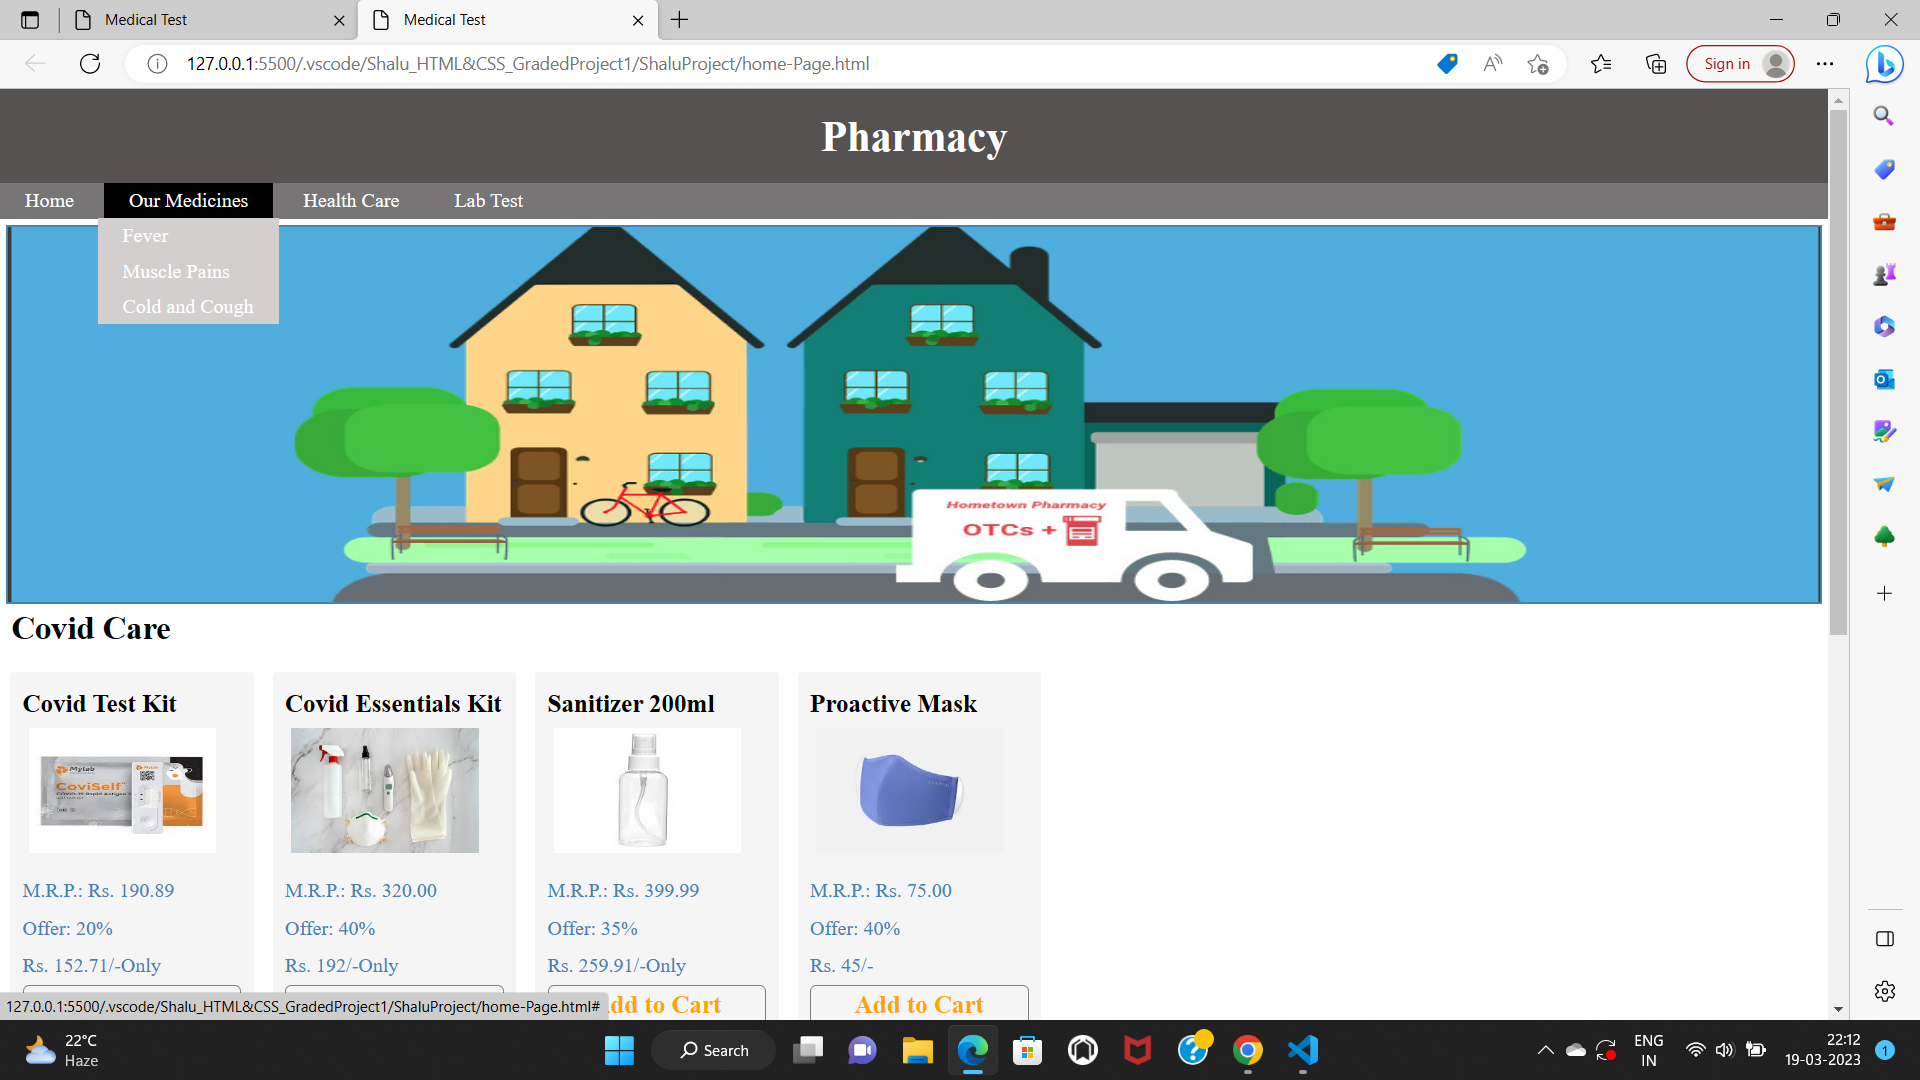 Medical Test
Medical Test
127.0.0.1:5500/.vscode/Shalu_HTML&CSS_GradedProject1/ShaluProject/home-Page.html
Sign in
Pharmacy
Home Our Medicines Health Care Lab Test
Fever
Muscle Pains
Cold and Cough
Hometown Pharmacy
OTCs +
Covid Care
Covid Test Kit Covid Essentials Kit Sanitizer 200ml Proactive Mask
Mylab
CoviSelf
M.R.P.: Rs. 190.89 M.R.P.: Rs. 320.00 M.R.P.: Rs. 399.99 M.R.P.: Rs. 75.00
Offer: 20% Offer: 40% Offer: 35% Offer: 40%
Rs. 152.71/-Only Rs. 192/-Only Rs. 259.91/-Only Rs. 45/-
dd to Cart Add to Cart
127.0.0.1:5500/.vscode/Shalu_HTML&CSS_GradedProject1/ShaluProject/home-Page.html#
22°C
Haze
Search
ENG
IN
22:12
19-03-2023
1